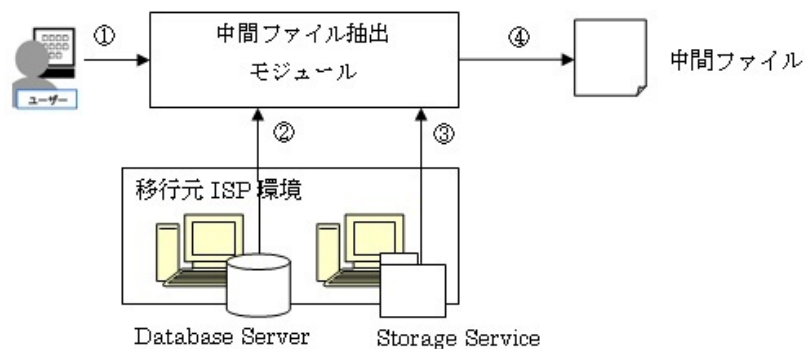 ①
中間ファイル抽出
モジュール
④
中間ファイル
ユーザー
②
③
移行元 ISP 環境
Database Server
Storage Service